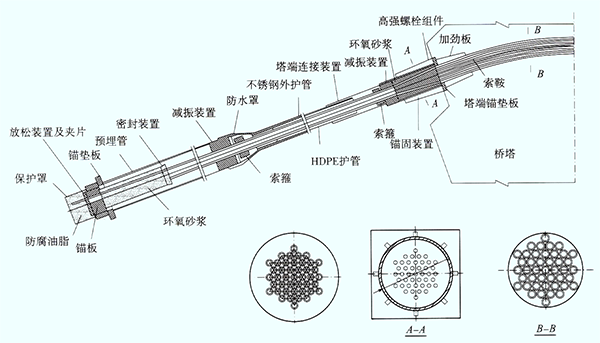 高强螺栓组件
B
环氧砂浆
A
加劲板
减振装置
塔端连接装置
B
不锈钢外护管
索鞍
防水罩
减振装置
A
塔端锚垫板
密封装置
放松装置及夹片
预埋管
索箍
锚固装置
锚垫板
HDPE护管
桥塔
保护罩
索箍
环氧砂浆
防腐油脂
锚板
A-A
B-B